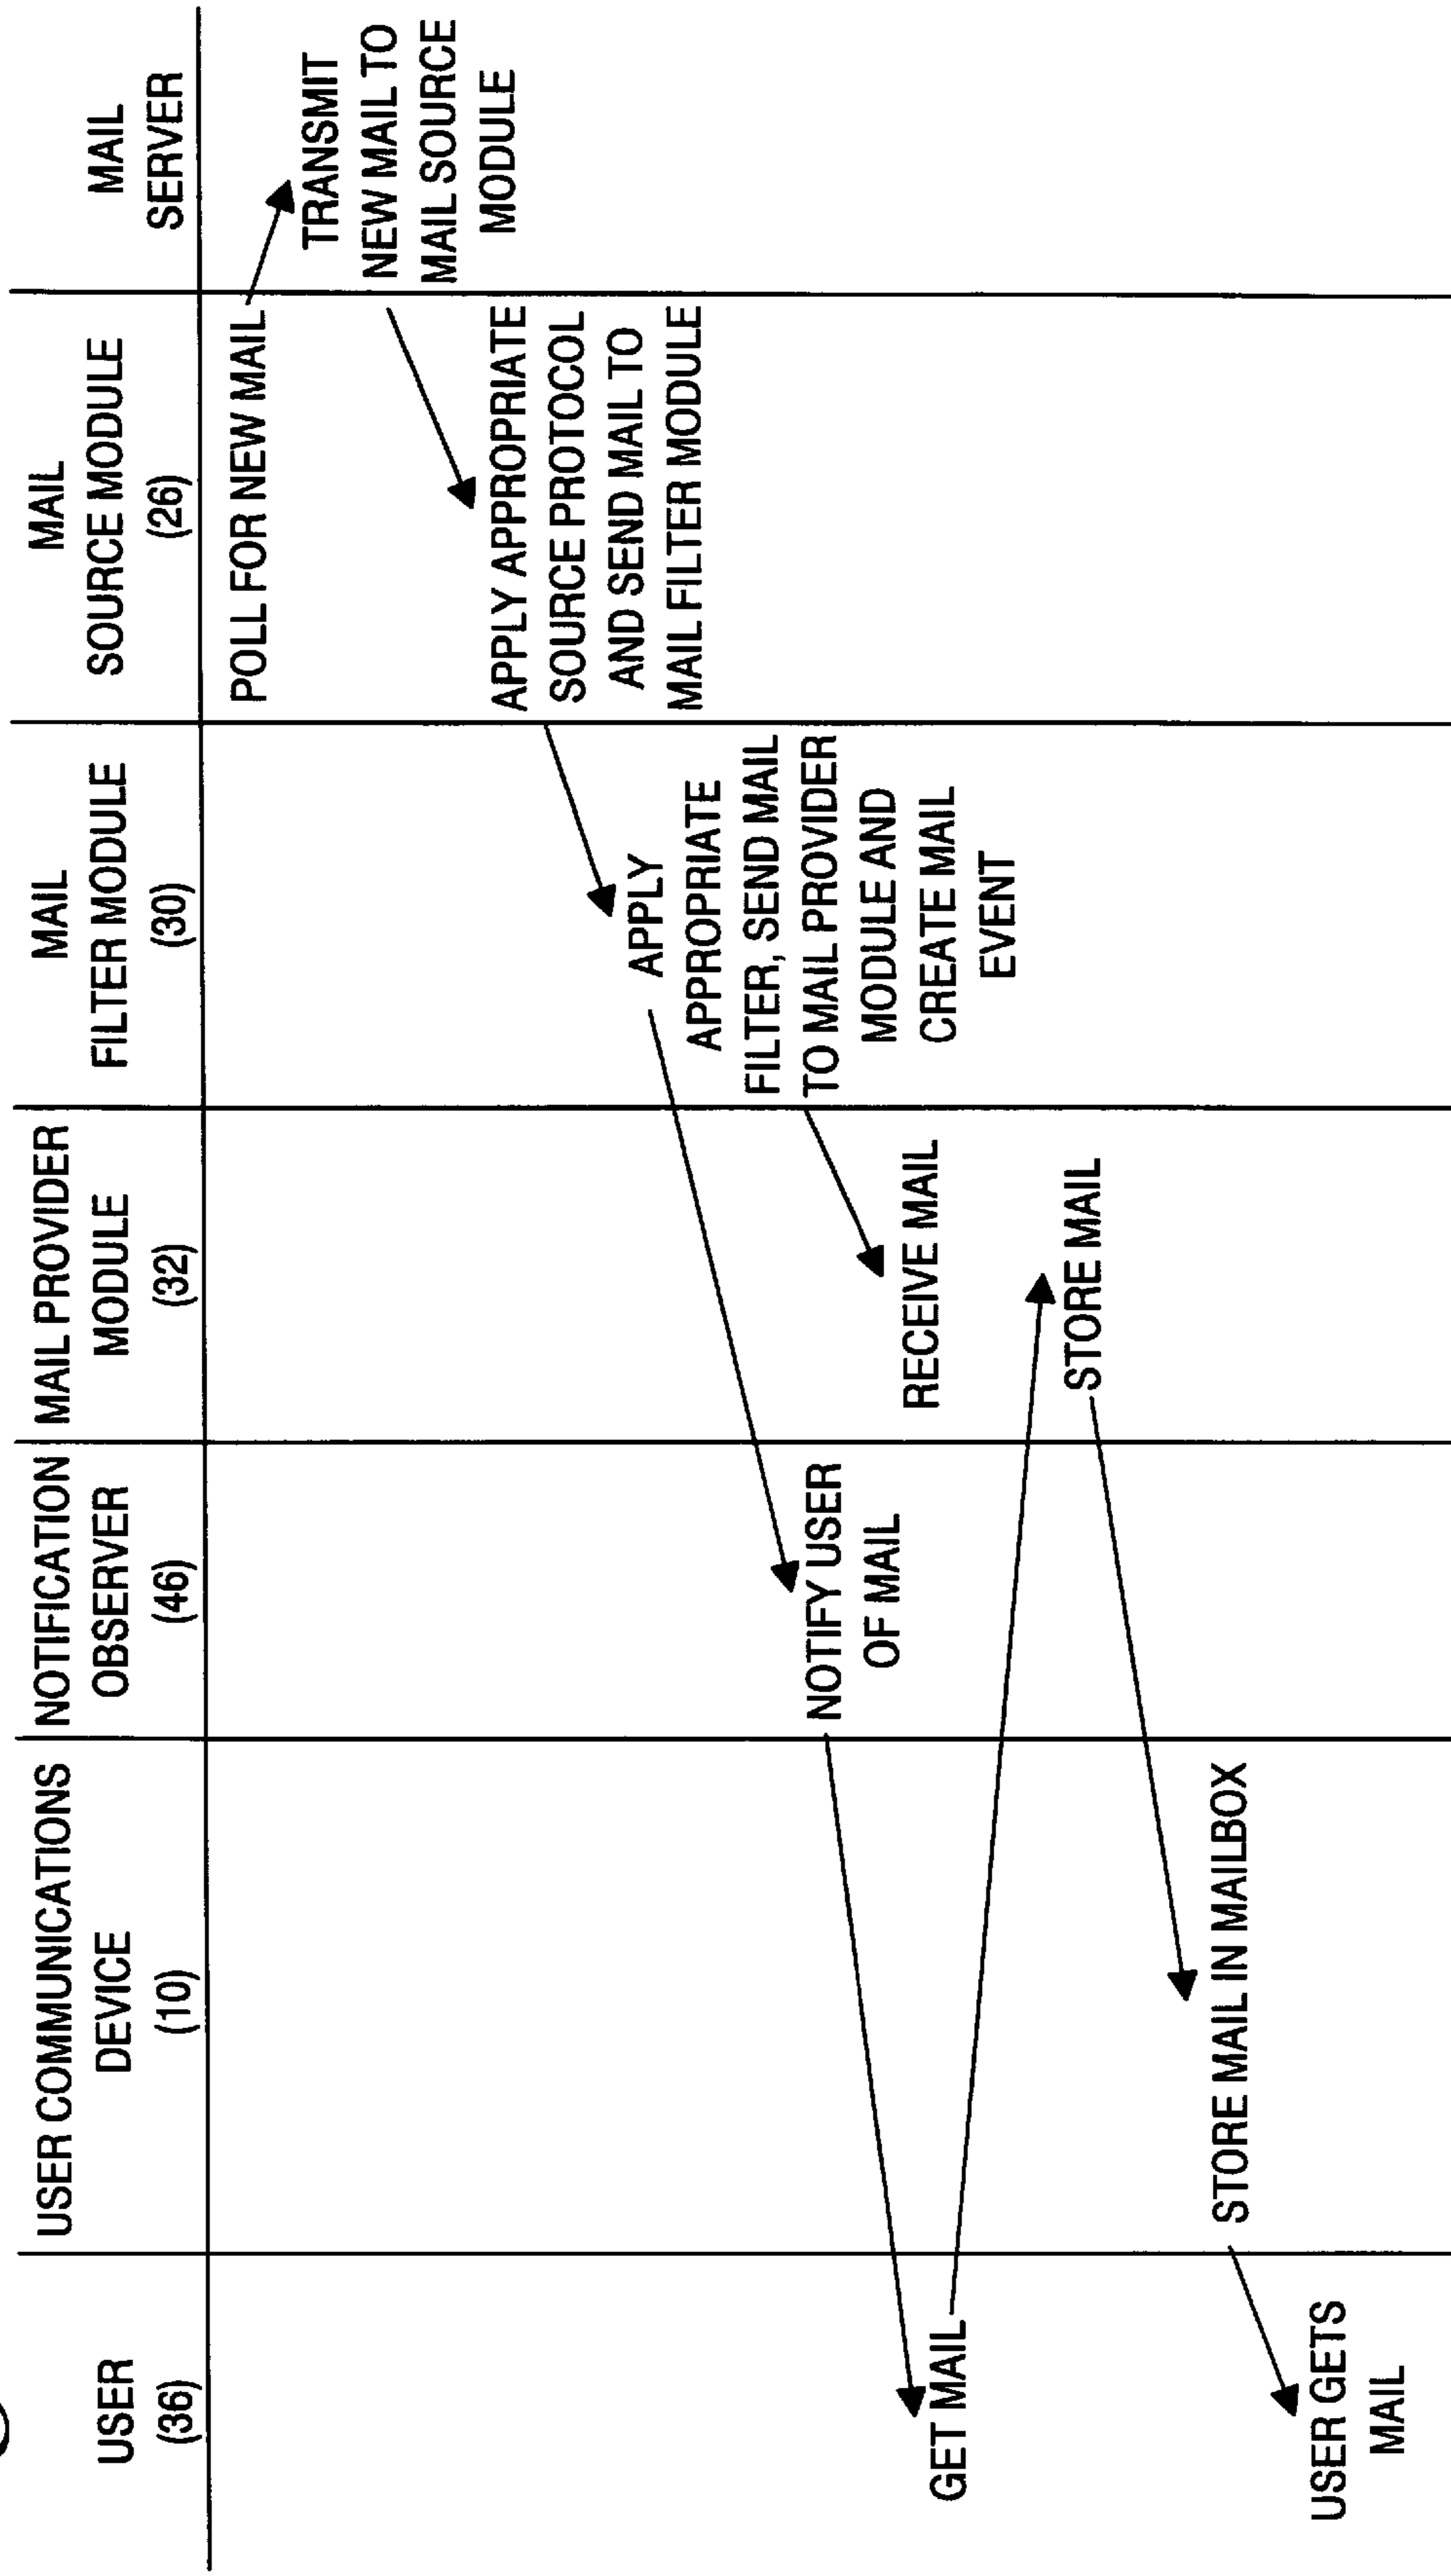 USER
(36)
USER COMMUNICATIONS
DEVICE
(10)
NOTIFICATION
OBSERVER
(46)
MAIL PROVIDER
MODULE
(32)
MAIL
FILTER MODULE
(30)
MAIL
SOURCE MODULE
(26)
MAIL
SERVER
POLL FOR NEW MAIL
TRANSMIT
NEW MAIL TO
MAIL SOURCE
MODULE
APPLY APPROPRIATE
SOURCE PROTOCOL
AND SEND MAIL TO
MAIL FILTER MODULE
APPLY
APPROPRIATE
FILTER, SEND MAIL
TO MAIL PROVIDER
MODULE AND
CREATE MAIL
EVENT
NOTIFY USER
OF MAIL
RECEIVE MAIL
GET MAIL
STORE MAIL
STORE MAIL IN MAILBOX
USER GETS
MAIL